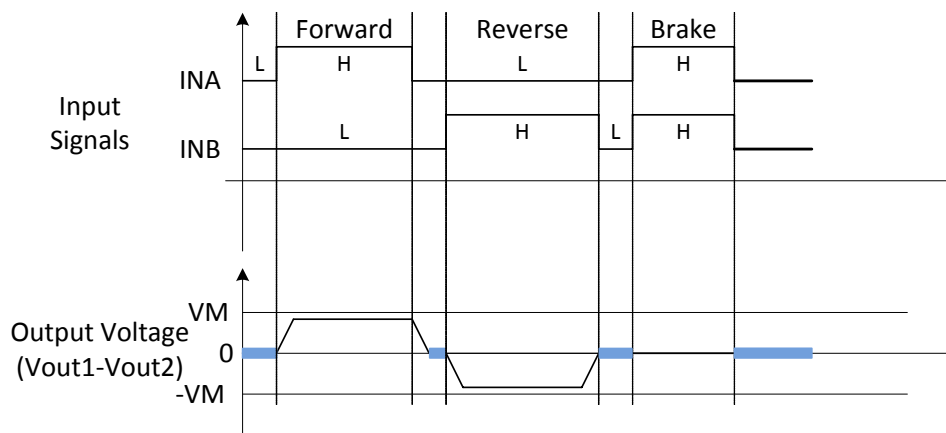 Forward Reverse Brake
L H L H
INA
Input
Signals
L H L H
INB
VM
Output Voltage
(Vout1-Vout2)
0
-VM